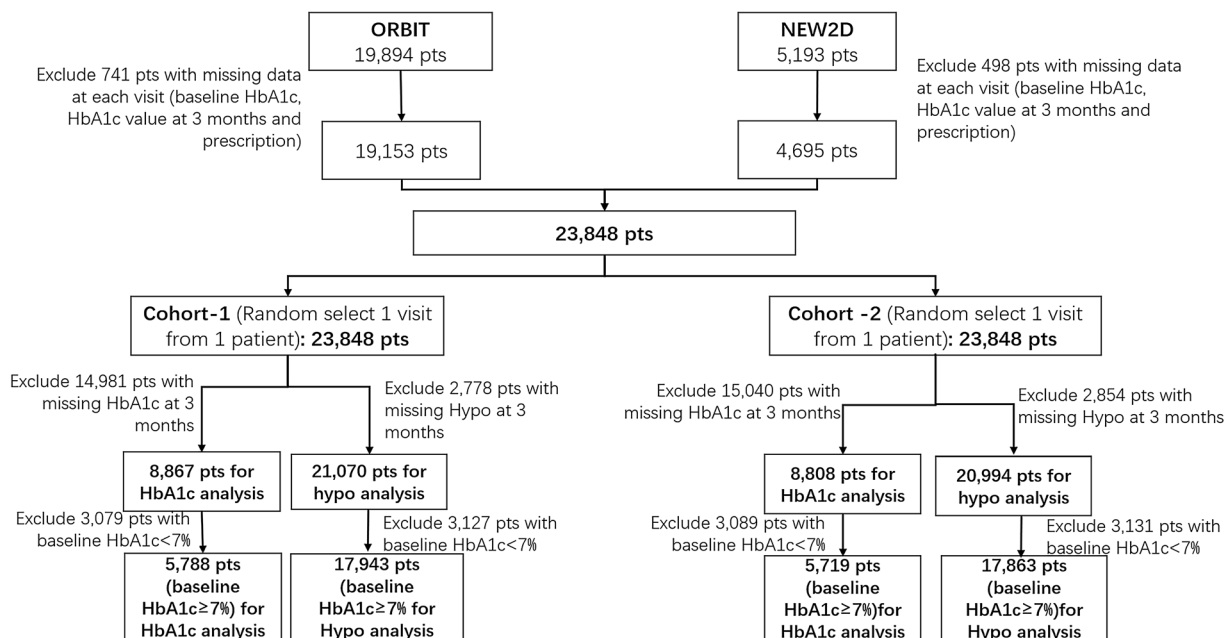 ORBIT
19,894 pts
NEW2D
5,193 pts
Exclude 741 pts with missing data
at each visit (baseline HbA1c,
HbA1c value at 3 months and
prescription)
Exclude 498 pts with missing data
at each visit (baseline HbA1c,
HbA1c value at 3 months and
prescription)
19,153 pts
4,695 pts
23,848 pts
Cohort-1 (Random select 1 visit
from 1 patient): 23,848 pts
Cohort -2 (Random select 1 visit
from 1 patient): 23,848 pts
Exclude 14,981 pts with
missing HbA1c at 3
months
Exclude 2,778 pts with
missing Hypo at 3
months
Exclude 15,040 pts with
missing HbA1c at 3 months
Exclude 2,854 pts with
missing Hypo at 3 months
8,867 pts for
HbA1c analysis
21,070 pts for
hypo analysis
8,808 pts for
HbA1c analysis
20,994 pts for
hypo analysis
Exclude 3,079 pts with
baseline HbA1c<7%
Exclude 3,127 pts with
baseline HbA1c<7%
Exclude 3,089 pts with
baseline HbA1c<7%
Exclude 3,131 pts with
baseline HbA1c<7%
5,788 pts
(baseline
HbA1c≥7%) for
HbA1c analysis
17,943 pts
(baseline
HbA1c≥7% for
Hypo analysis
5,719 pts
(baseline
HbA1c≥7%)for
HbA1c analysis
17,863 pts
(baseline
HbA1c≥7%)for
Hypo analysis